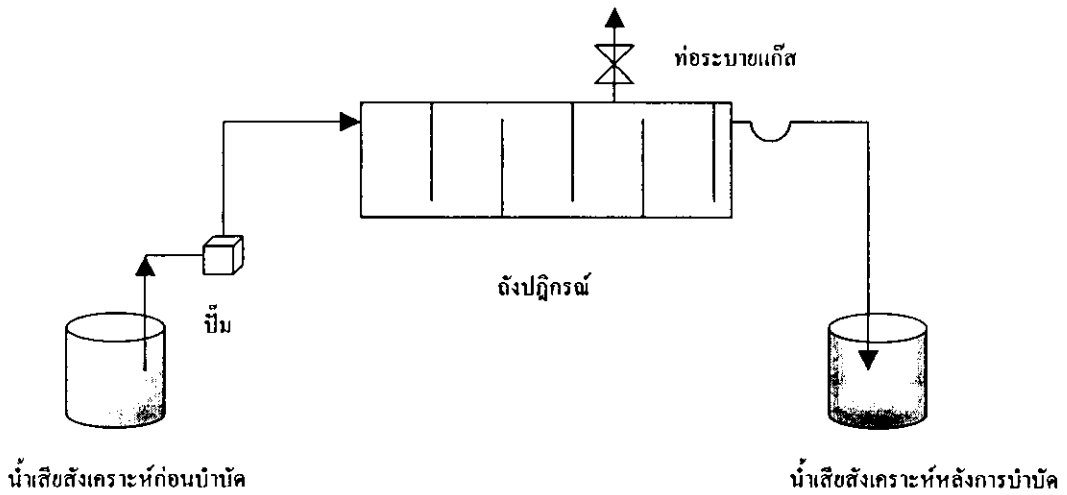 ท่อระบายแก๊ส
ถังปฏิกรณ์
ปั๊ม
น้ำเสียสังเคราะห์ก่อนบำบัด
น้ำเสียสังเคราะห์หลังการบำบัด